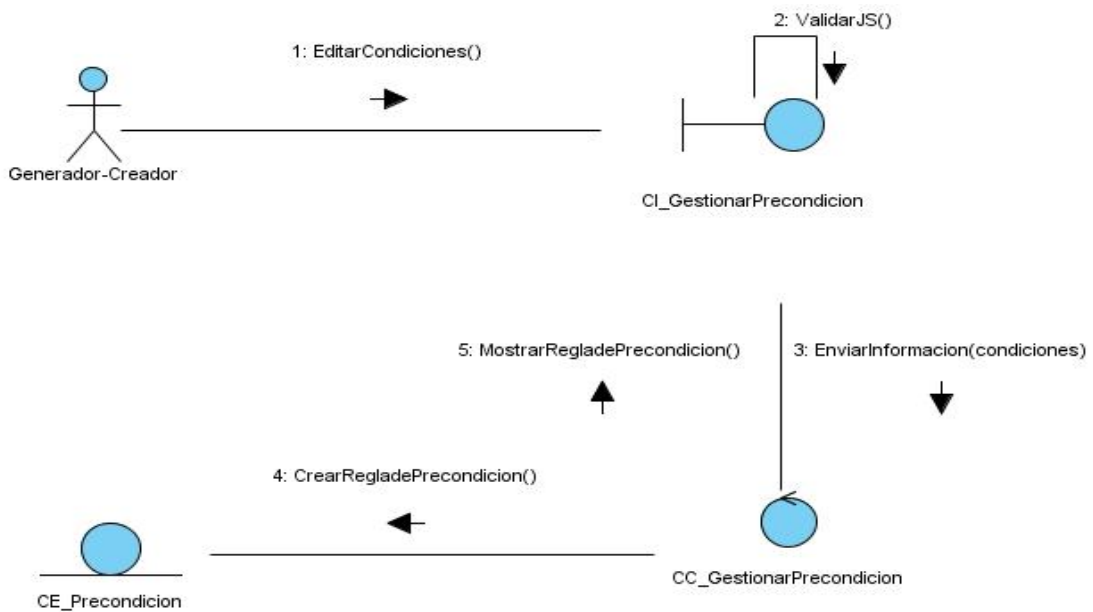 2: ValidarJS()
1: EditarCondiciones()
Generador-Creador
CI_GestionarPrecondicion
5: MostrarRegladePrecondicion()
3: EnviarInformacion(condiciones)
4: CrearRegladePrecondicion()
CC_GestionarPrecondicion
CE_Precondicion